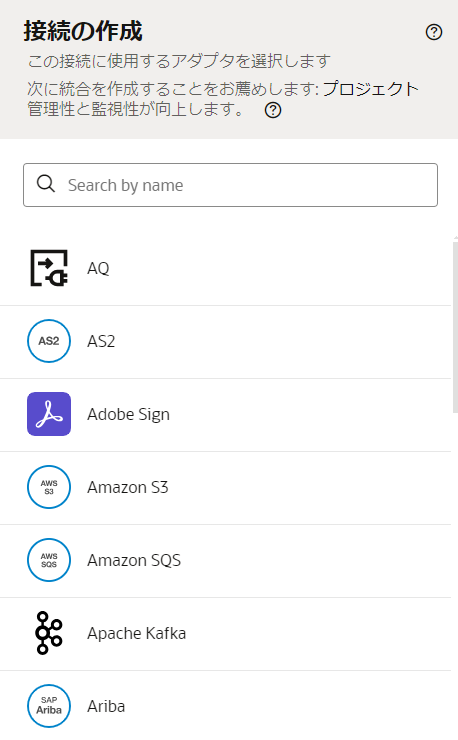 接続の作成
この接続に使用するアダプタを選択します
次に統合を作成することをお薦めします: プロジェクト
管理性と監視性が向上します。
Search by name
AQ
AS2
AS2
Adobe Sign
AWS
S3
Amazon S3
AWS
SQS
Amazon SQS
Apache Kafka
SAP
Ariba
Ariba